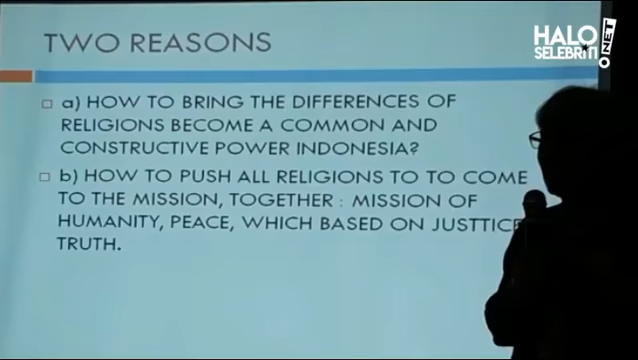 TWO REASONS
HALO
SELEBRITI
.NET
a) HOW TO BRING THE DIFFERENCES OF
RELIGIONS BECOME A COMMON AND
CONSTRUCTIVE POWER INDONESIA?
b) HOW TO PUSH ALL RELIGIONS TO TO COME
TO THE MISSION, TOGETHER : MISSION OF
HUMANITY, PEACE, WHICH BASED ON JUSTTICE
TRUTH.